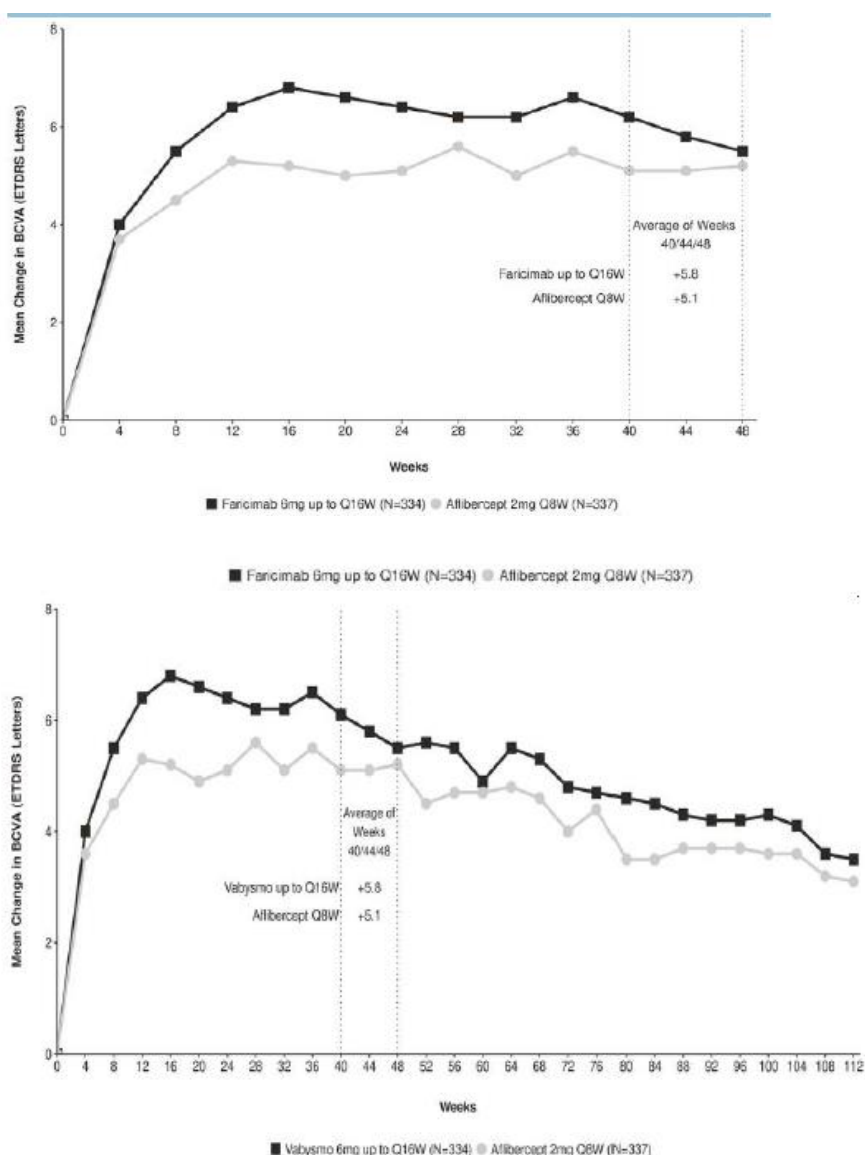 8
6
4
2
0
Mean Change in BCVA (ETDRS Letters)
Average of Weeks
40/44/48
Faricimab up to Q16W +5.8
Aflibercept Q8W +5.1
0 4 8 12 16 20 24 28 32 36 40 44 48
Weeks
Faricimab 6mg up to Q16W (N=334) Aflibercept 2mg Q8W (N=337)
Faricimab 6mg up to Q16W (N=334) Aflibercept 2mg Q8W (N=337)
8
6
4
2
0
Mean Change in BCVA (ETDRS Letters)
Average of
Weeks
40/44/48
Vabysmo up to Q16W +5.8
Aflibercept Q8W +5.1
0 4 8 12 16 20 24 28 32 36 40 44 48 52 56 60 64 68 72 76 80 84 88 92 96 100 104 108 112
Weeks
Vabysmo 6mg up to Q16W (N=334) Aflibercept 2mg Q8W (N=337)